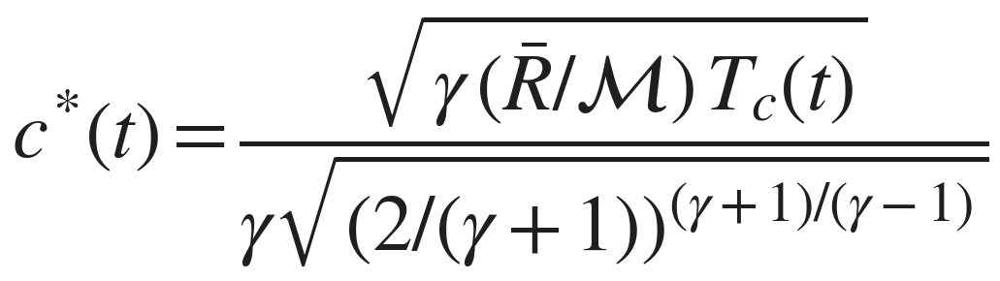 c*(t) = √(γ(R̄/ℳ)T_c(t)) / (γ√((2/(γ+1))^((γ+1)/(γ−1))))